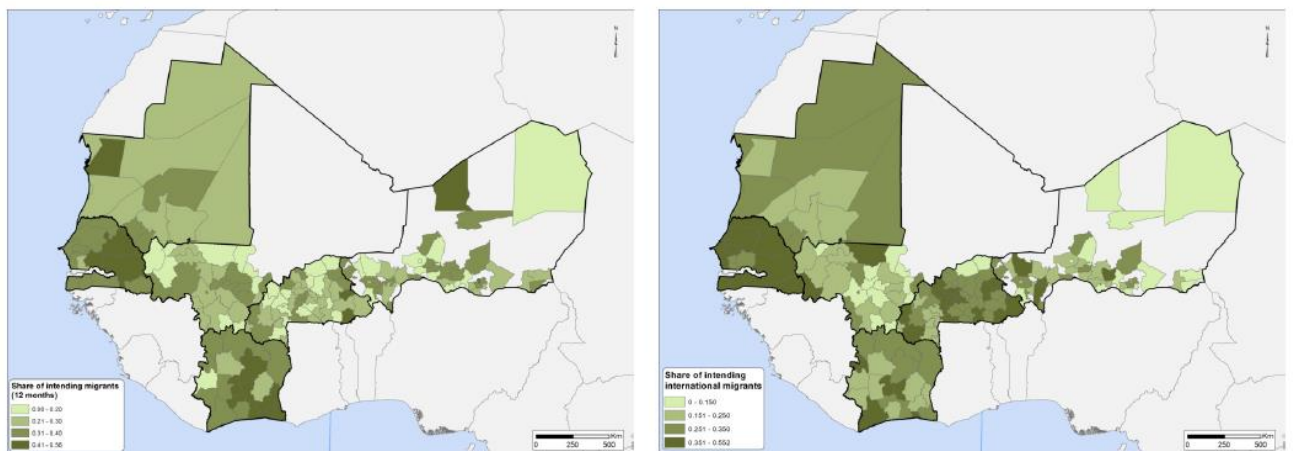 N
Share of intending migrants
(12 months)
0.00 - 0.20
0.21 - 0.30
0.31 - 0.40
0.41 - 0.56
Km
0 250 500
N
Share of intending
international migrants
0 - 0.150
0.151 - 0.250
0.251 - 0.350
0.351 - 0.550
Km
0 250 500